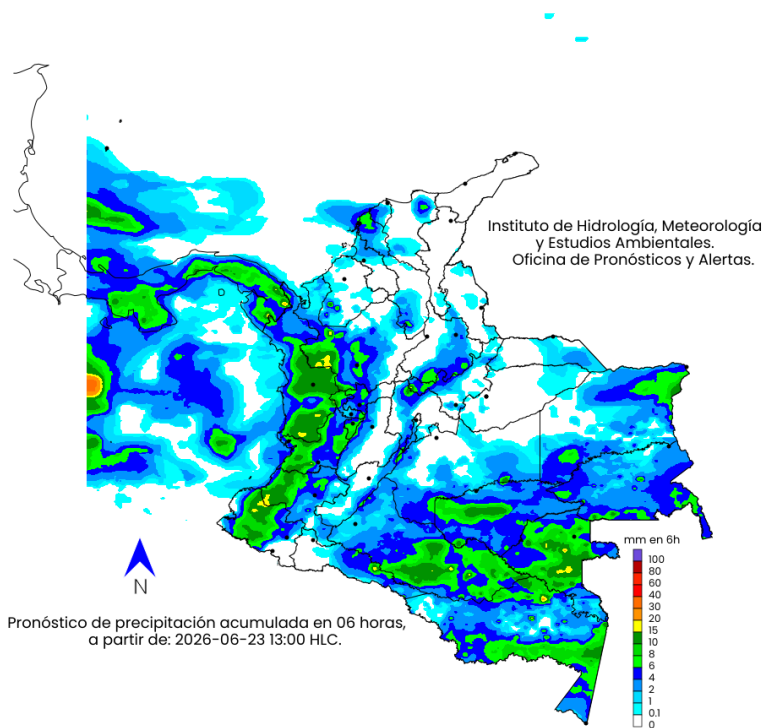 Instituto de Hidrología, Meteorología
y Estudios Ambientales.
Oficina de Pronósticos y Alertas.
mm en 6h
100
80
60
40
30
20
15
10
8
6
4
2
1
0.1
0
N
Pronóstico de precipitación acumulada en 06 horas,
a partir de: 2026-06-23 13:00 HLC.